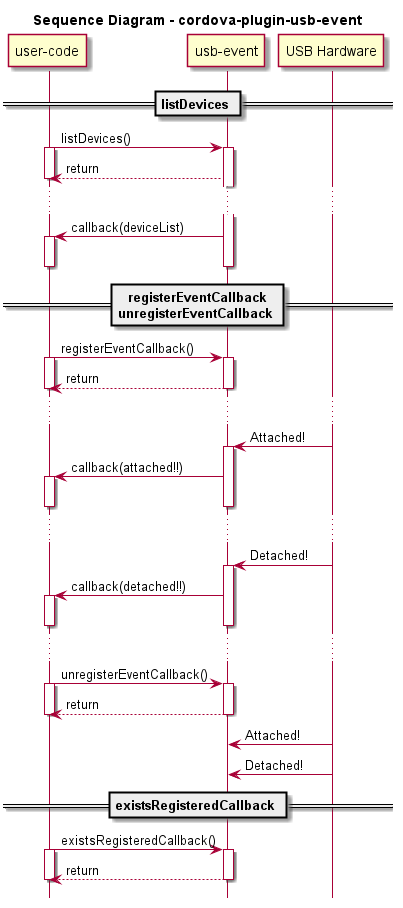 Sequence Diagram - cordova-plugin-usb-event
user-code
usb-event
USB Hardware
listDevices
listDevices()
return
callback(deviceList)
registerEventCallback
unregisterEventCallback
registerEventCallback()
return
Attached!
callback(attached!!)
Detached!
callback(detached!!)
unregisterEventCallback()
return
Attached!
Detached!
existsRegisteredCallback
existsRegisteredCallback()
return